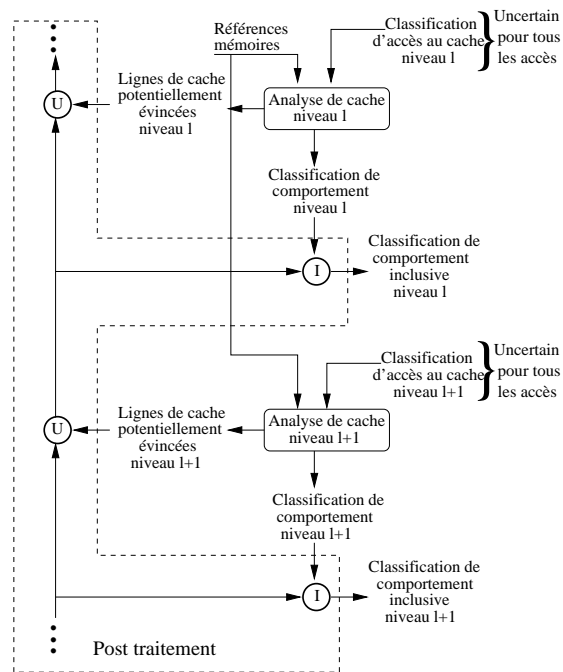 Références
mémoires
Classification
d'accès au cache
niveau l
Uncertain
pour tous
les accès
Lignes de cache
potentiellement
évincées
niveau l
U
Analyse de cache
niveau l
Classification de
comportement
niveau l
I
Classification de
comportement
inclusive
niveau l
Classification
d'accès au cache
niveau l+1
Uncertain
pour tous
les accès
U
Lignes de cache
potentiellement
évincées
niveau l+1
Analyse de cache
niveau l+1
Classification de
comportement
niveau l+1
I
Classification de
comportement
inclusive
niveau l+1
Post traitement